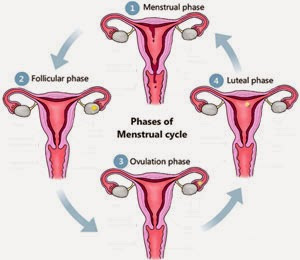 1 Menstrual phase
2 Follicular phase
4 Luteal phase
Phases of
Menstrual cycle
3 Ovulation phase